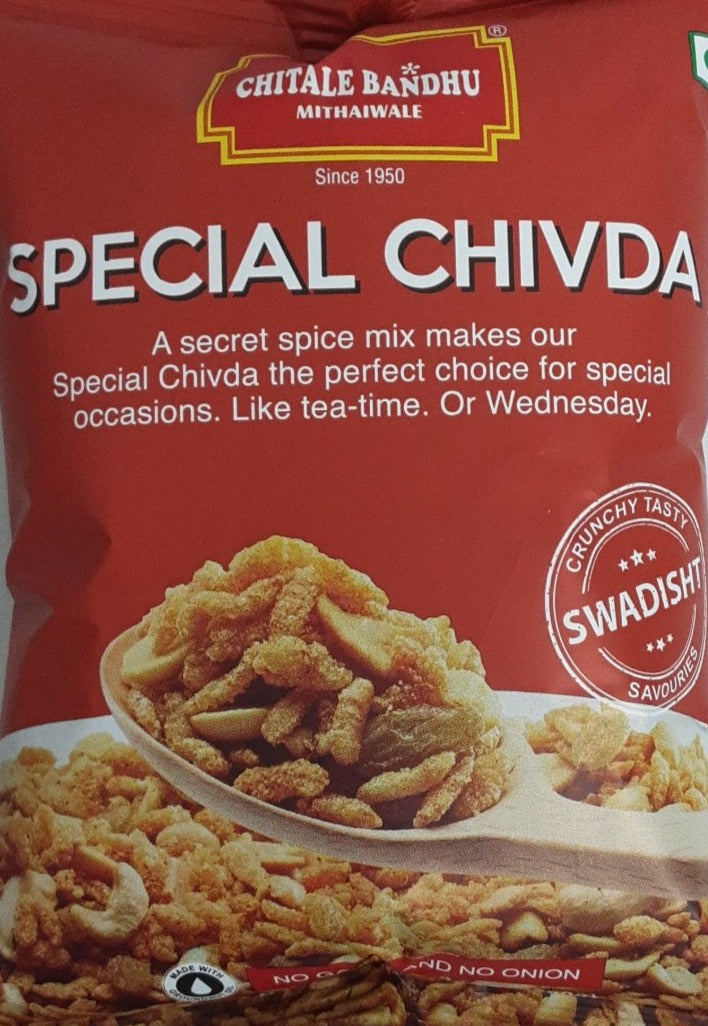 CHITALE BANDHU
MITHAIWALE
®
Since 1950
SPECIAL CHIVDA
A secret spice mix makes our
Special Chivda the perfect choice for special
occasions. Like tea-time. Or Wednesday.
CRUNCHY TASTY
SWADISHT
SAVOURIES
MADE WITH
NO AND NO ONION